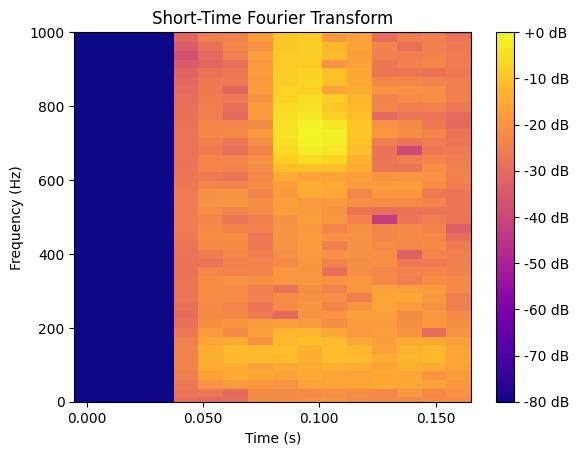 Short-Time Fourier Transform
1000
800
600
400
200
0
Frequency (Hz)
0.000
0.050
0.100
0.150
Time (s)
+0 dB
-10 dB
-20 dB
-30 dB
-40 dB
-50 dB
-60 dB
-70 dB
-80 dB